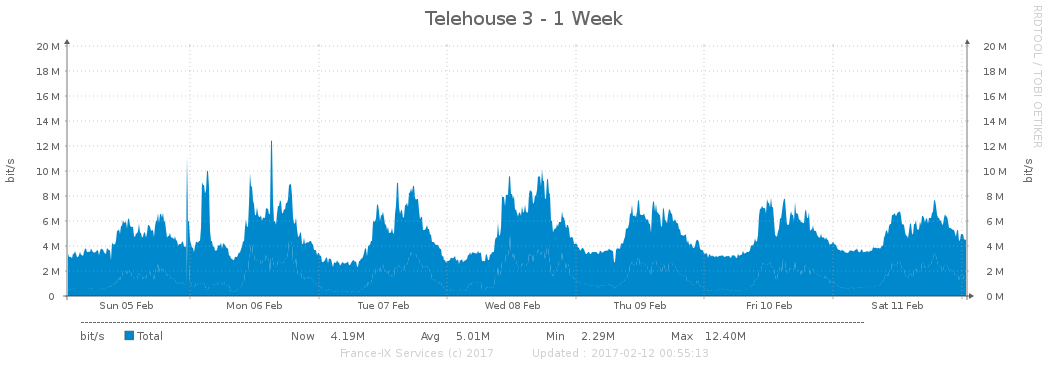 Telehouse 3 - 1 Week
RRDTOOL / TOBI OETIKER
20 M 20 M
18 M 18 M
16 M 16 M
14 M 14 M
12 M 12 M
10 M 10 M
8 M 8 M
6 M 6 M
4 M 4 M
2 M 2 M
0 0 M
bit/s bit/s
Sun 05 Feb Mon 06 Feb Tue 07 Feb Wed 08 Feb Thu 09 Feb Fri 10 Feb Sat 11 Feb
bit/s Total Now 4.19M Avg 5.01M Min 2.29M Max 12.40M
France-IX Services (c) 2017 Updated : 2017-02-12 00:55:13